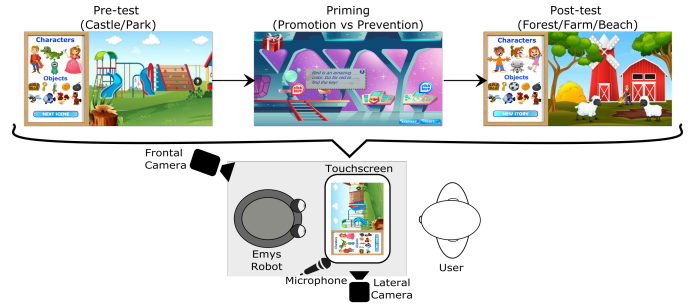 Pre-test
(Castle/Park)
Priming
(Promotion vs Prevention)
Post-test
(Forest/Farm/Beach)
Characters
Objects
NEXT SCENE
Characters
Objects
NEW STORY
Frontal
Camera
Touchscreen
Emys
Robot
Microphone
Lateral
Camera
User